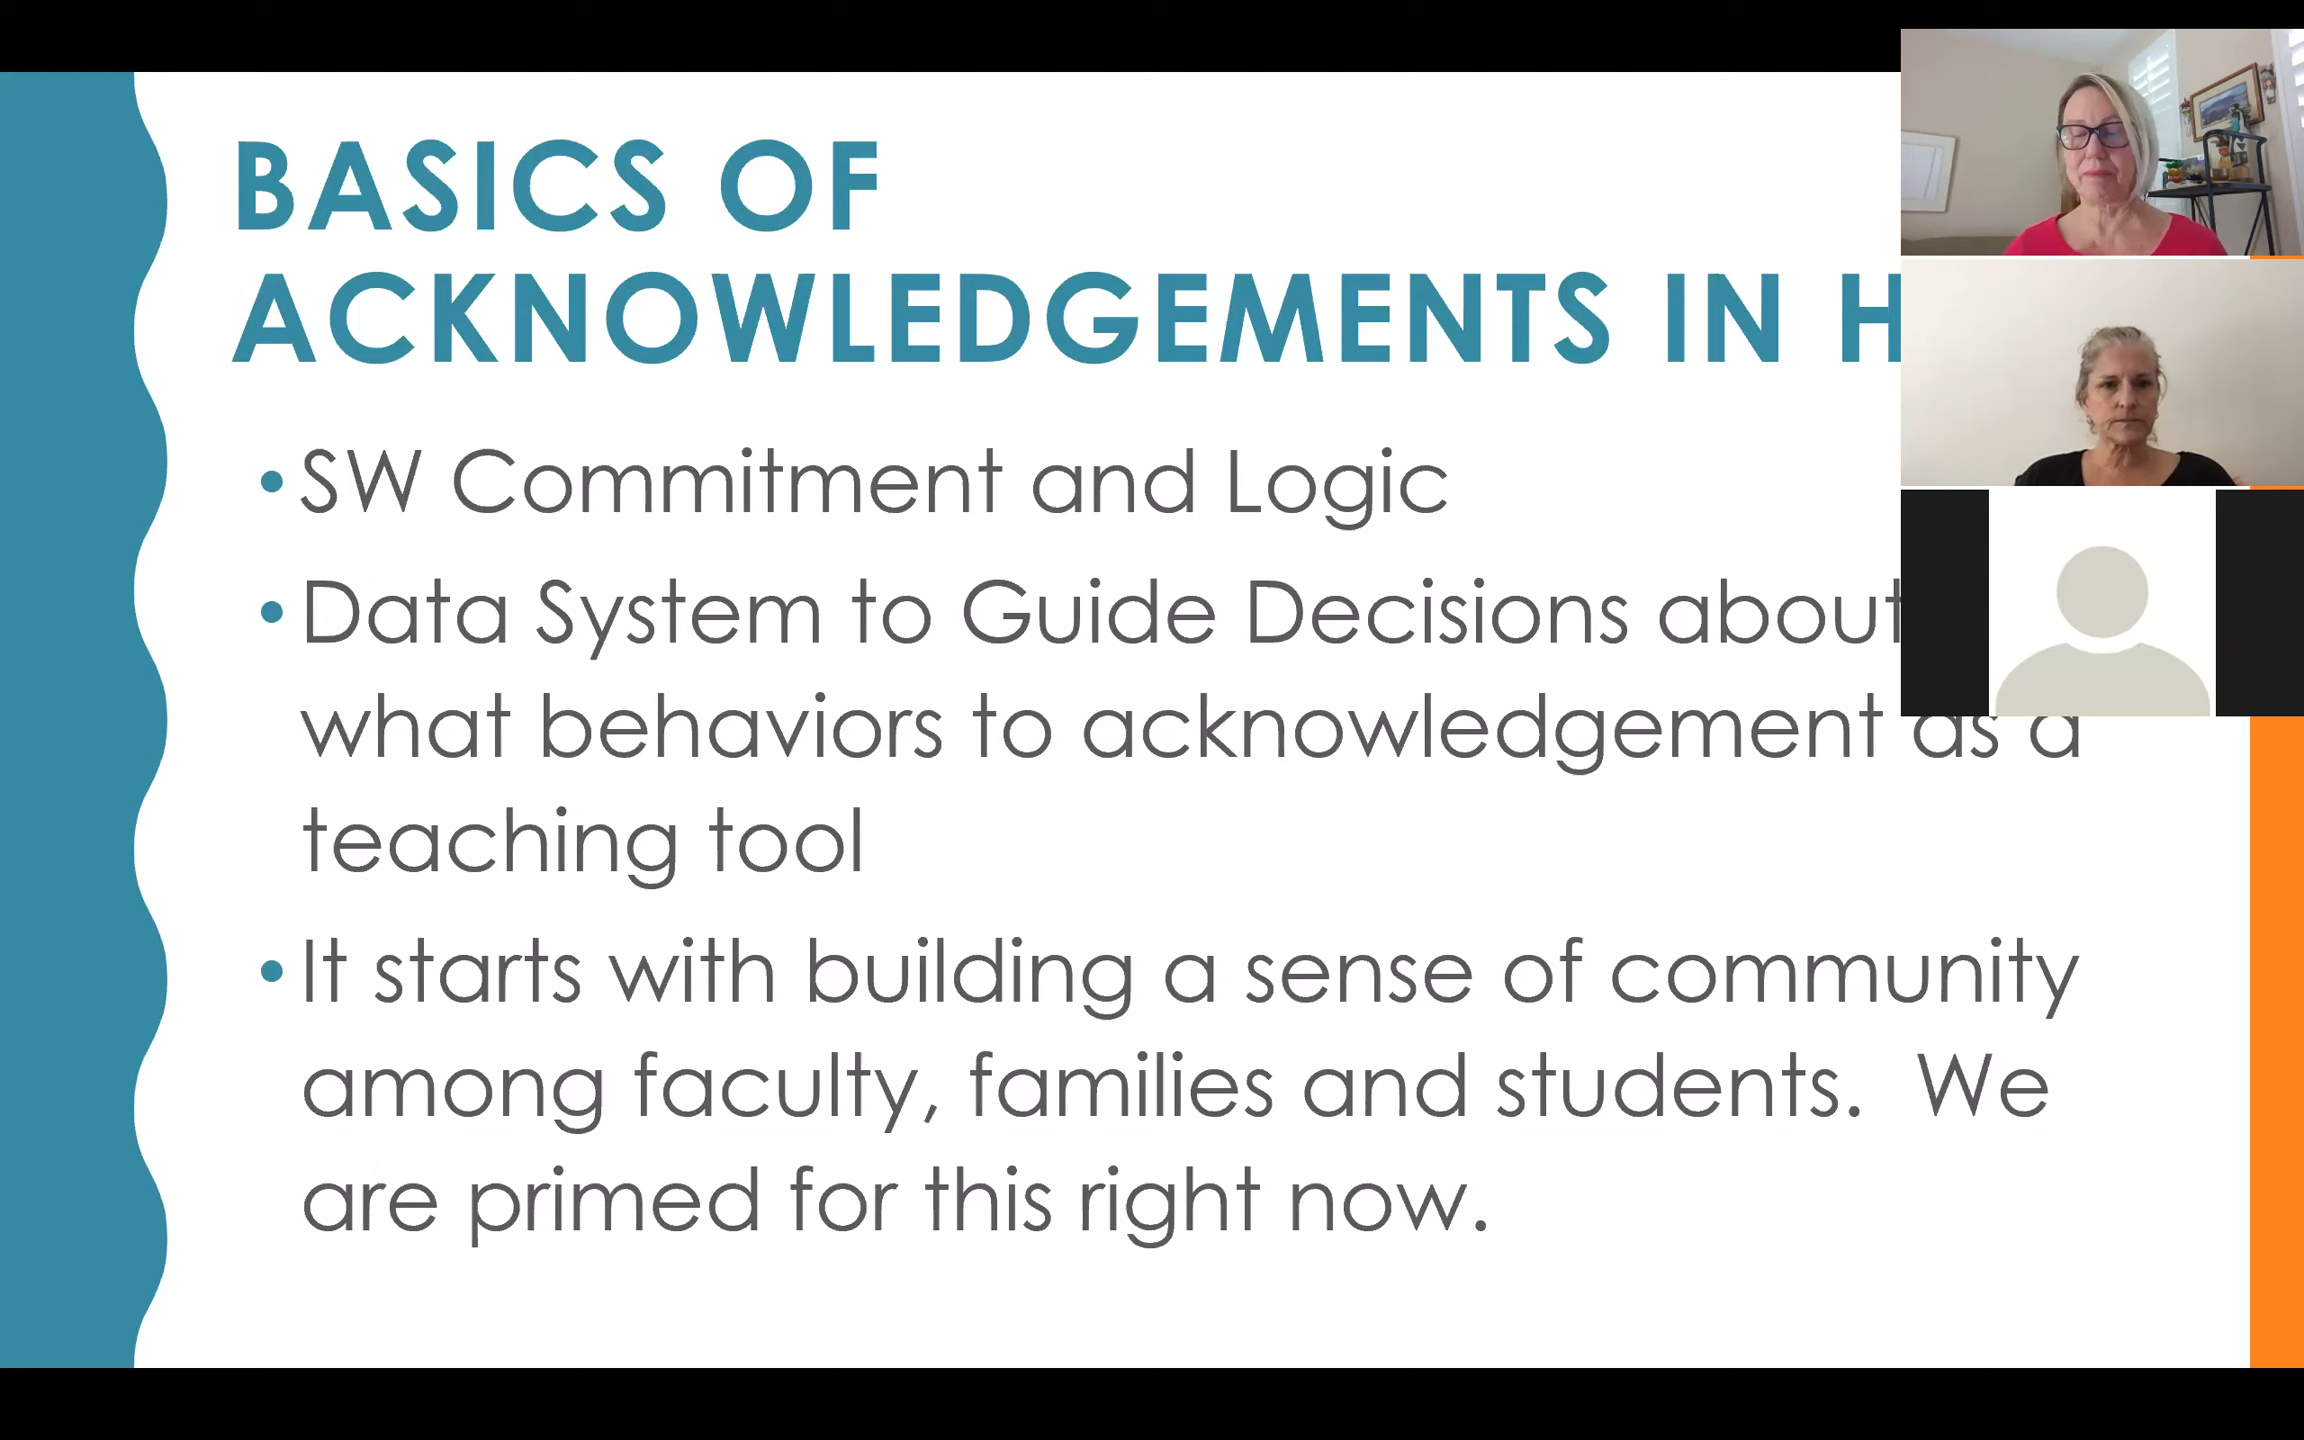 BASICS OF
ACKNOWLEDGEMENTS IN H
• SW Commitment and Logic
• Data System to Guide Decisions about
what behaviors to acknowledgement as a
teaching tool
• It starts with building a sense of community
among faculty, families and students. We
are primed for this right now.